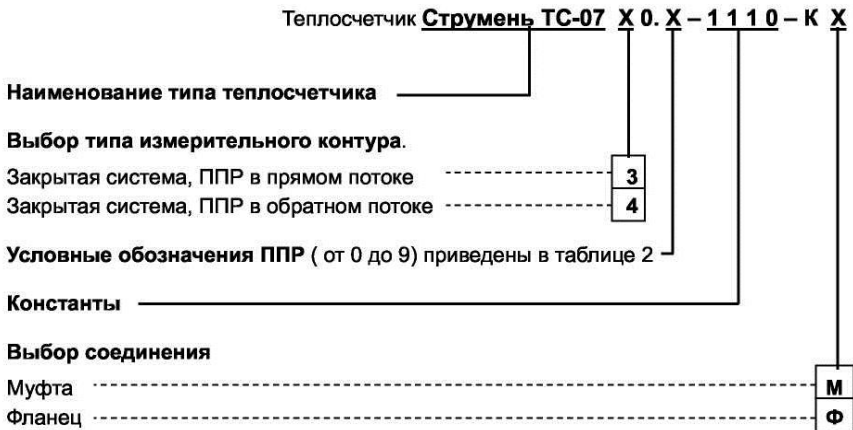 Теплосчетчик Струмень ТС-07 Х 0. Х – 1 1 1 0 – К Х
Наименование типа теплосчетчика
Выбор типа измерительного контура.
Закрытая система, ППР в прямом потоке 3
Закрытая система, ППР в обратном потоке 4
Условные обозначения ППР ( от 0 до 9) приведены в таблице 2
Константы
Выбор соединения
Муфта М
Фланец Ф